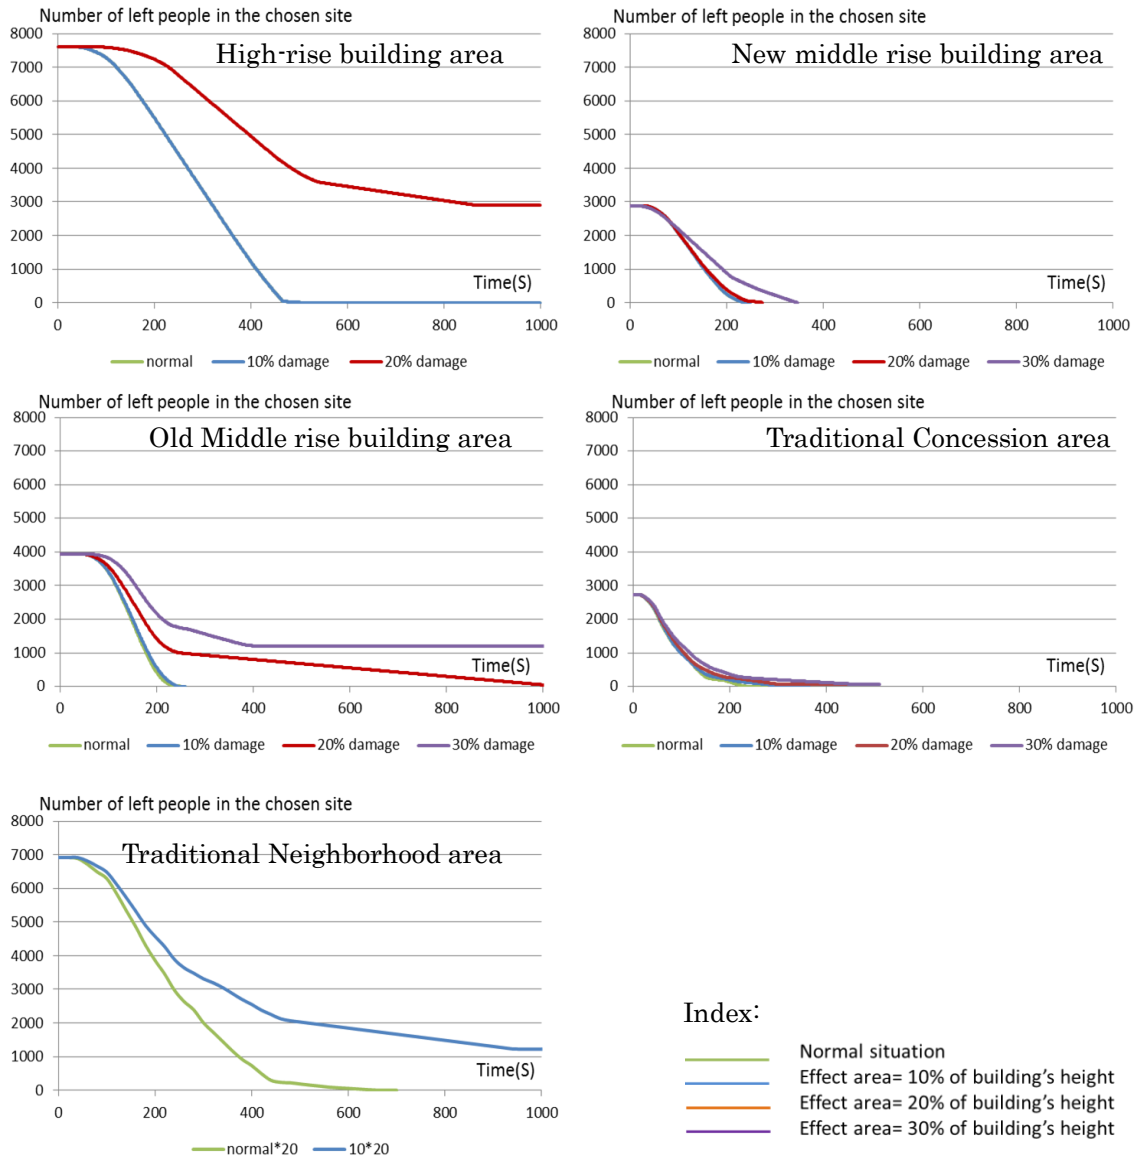 Number of left people in the chosen site
High-rise building area
8000
7000
6000
5000
4000
3000
2000
1000
0
Time(S)
0 200 400 600 800 1000
normal 10% damage 20% damage
Number of left people in the chosen site
New middle rise building area
8000
7000
6000
5000
4000
3000
2000
1000
0
Time(S)
0 200 400 600 800 1000
normal 10% damage 20% damage 30% damage
Number of left people in the chosen site
Old Middle rise building area
8000
7000
6000
5000
4000
3000
2000
1000
0
Time(S)
0 200 400 600 800 1000
normal 10% damage 20% damage 30% damage
Number of left people in the chosen site
Traditional Concession area
8000
7000
6000
5000
4000
3000
2000
1000
0
Time(S)
0 200 400 600 800 1000
normal 10% damage 20% damage 30% damage
Number of left people in the chosen site
Traditional Neighborhood area
8000
7000
6000
5000
4000
3000
2000
1000
0
Time(S)
0 200 400 600 800 1000
normal*20 10*20
Index:
Normal situation
Effect area= 10% of building's height
Effect area= 20% of building's height
Effect area= 30% of building's height